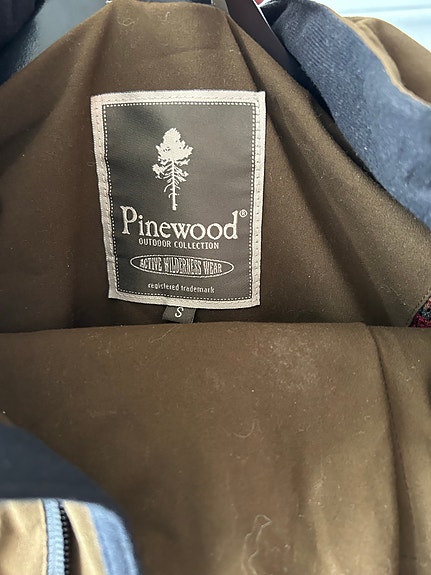 Pinewood®
OUTDOOR COLLECTION
ACTIVE WILDERNESS WEAR
registered trademark
S